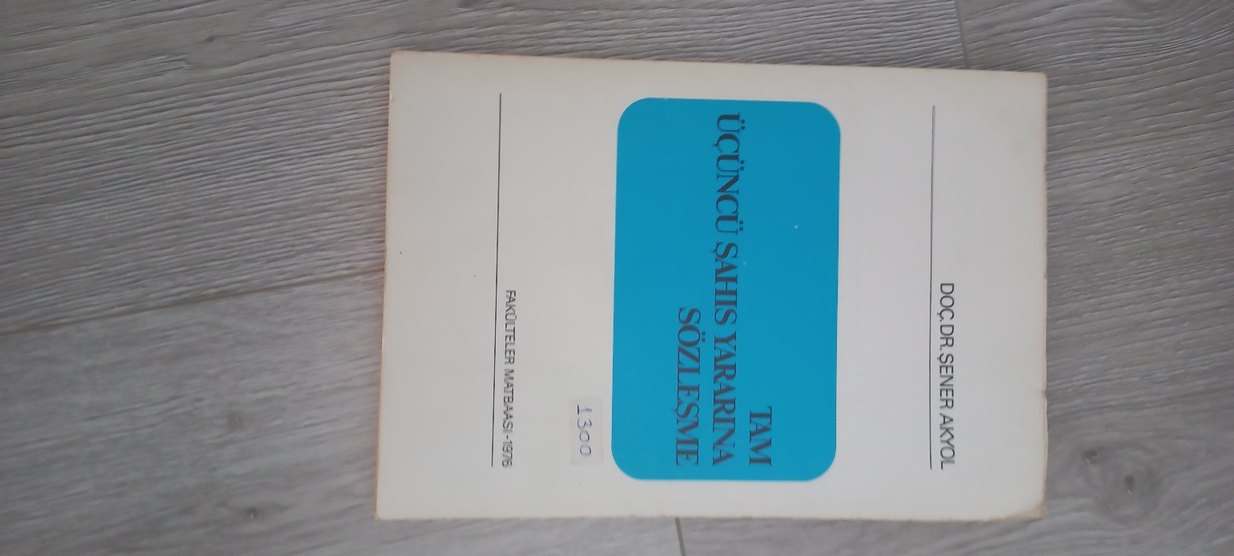 DOÇ.DR.ŞENER AKYOL
TAM
ÜÇÜNCÜ ŞAHIS YARARINA
SÖZLEŞME
1300
FAKÜLTELER MATBAASI-1976